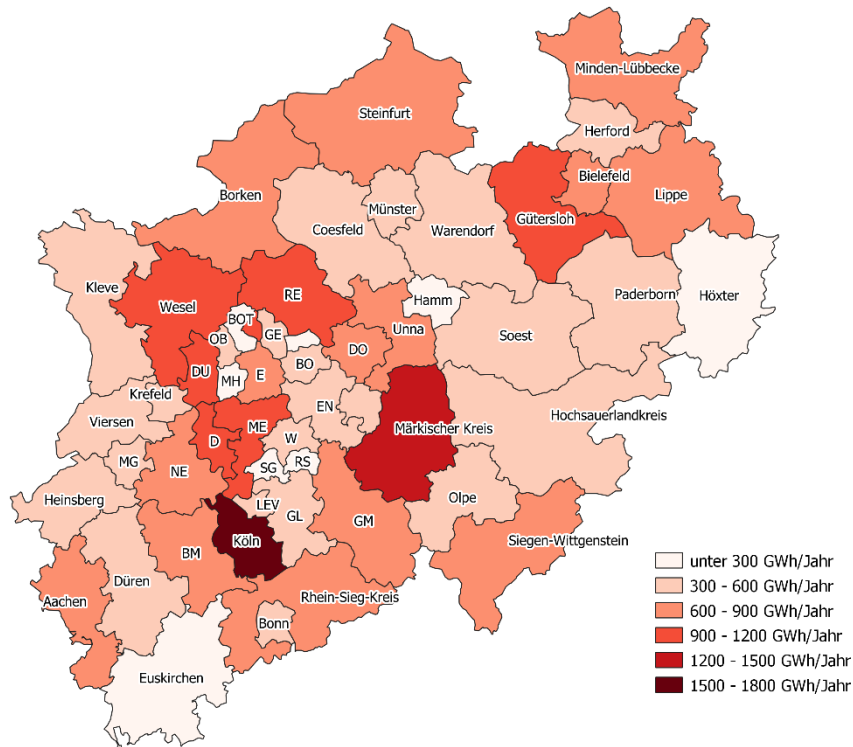 Minden-Lübbecke
Steinfurt
Herford
Bielefeld
Lippe
Borken
Münster
Gütersloh
Coesfeld
Warendorf
Kleve
Höxter
Paderborn
Wesel
RE
Hamm
BOT
Unna
Soest
OB
GE
DO
BO
DU
E
MH
Krefeld
EN
Hochsauerlandkreis
Viersen
ME
Märkischer Kreis
D
W
MG
NE
SG
RS
Heinsberg
Olpe
LEV
GL
GM
Köln
Siegen-Wittgenstein
BM
Düren
Rhein-Sieg-Kreis
Aachen
Bonn
Euskirchen
unter 300 GWh/Jahr
300 - 600 GWh/Jahr
600 - 900 GWh/Jahr
900 - 1200 GWh/Jahr
1200 - 1500 GWh/Jahr
1500 - 1800 GWh/Jahr